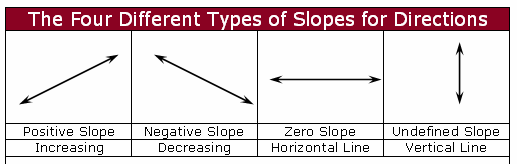 The Four Different Types of Slopes for Directions
Positive Slope Negative Slope Zero Slope Undefined Slope
Increasing Decreasing Horizontal Line Vertical Line